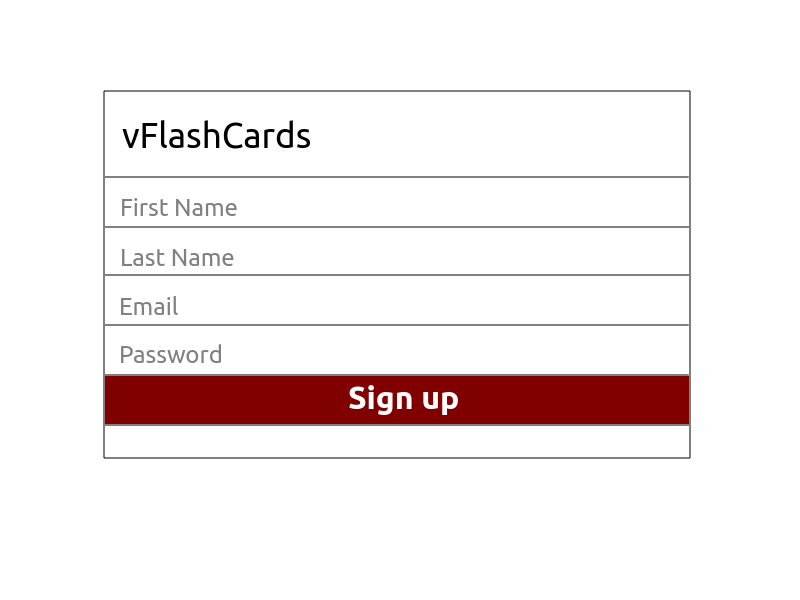 vFlashCards
First Name
Last Name
Email
Password
Sign up